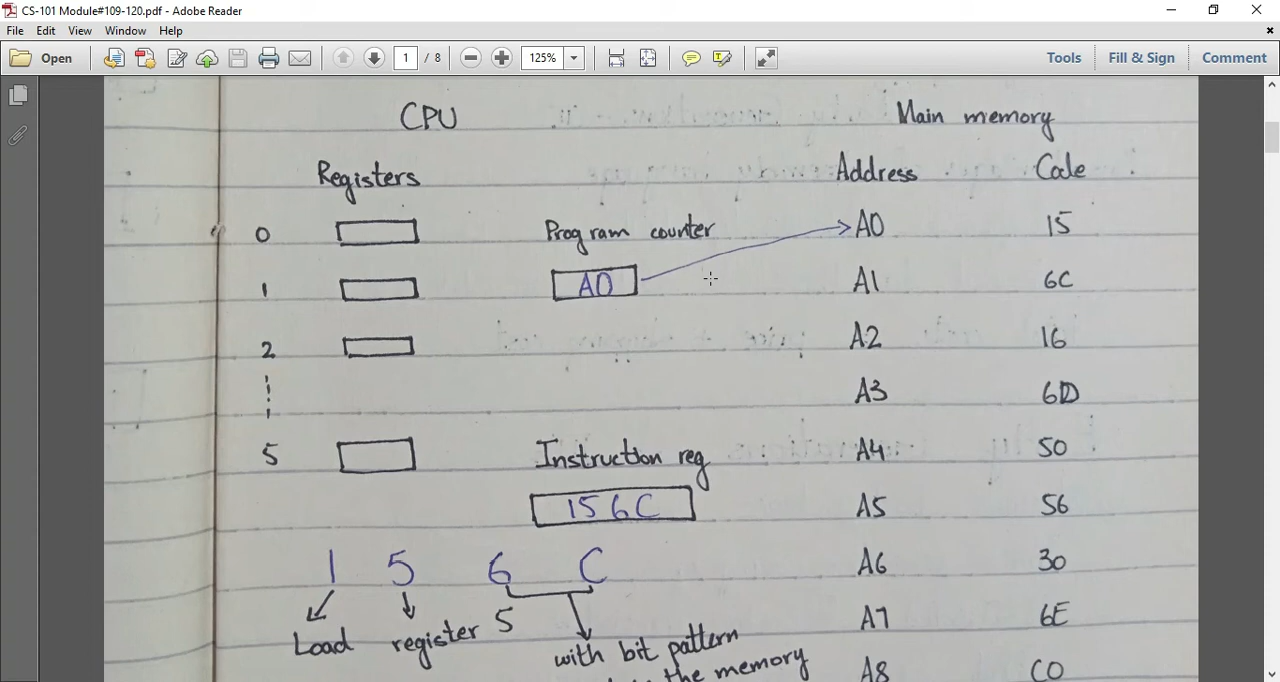 CS-101 Module#109-120.pdf - Adobe Reader
File Edit View Window Help
Open 1 / 8 125% Tools Fill & Sign Comment
CPU Main memory
Registers Address Code
0 Program counter A0 15
1 A0 A1 6C
2 A2 16
A3 6D
5 Instruction reg A4 50
156C A5 56
1 5 6 C A6 30
Load register 5 A7 6E
with bit pattern
the memory A8 C0